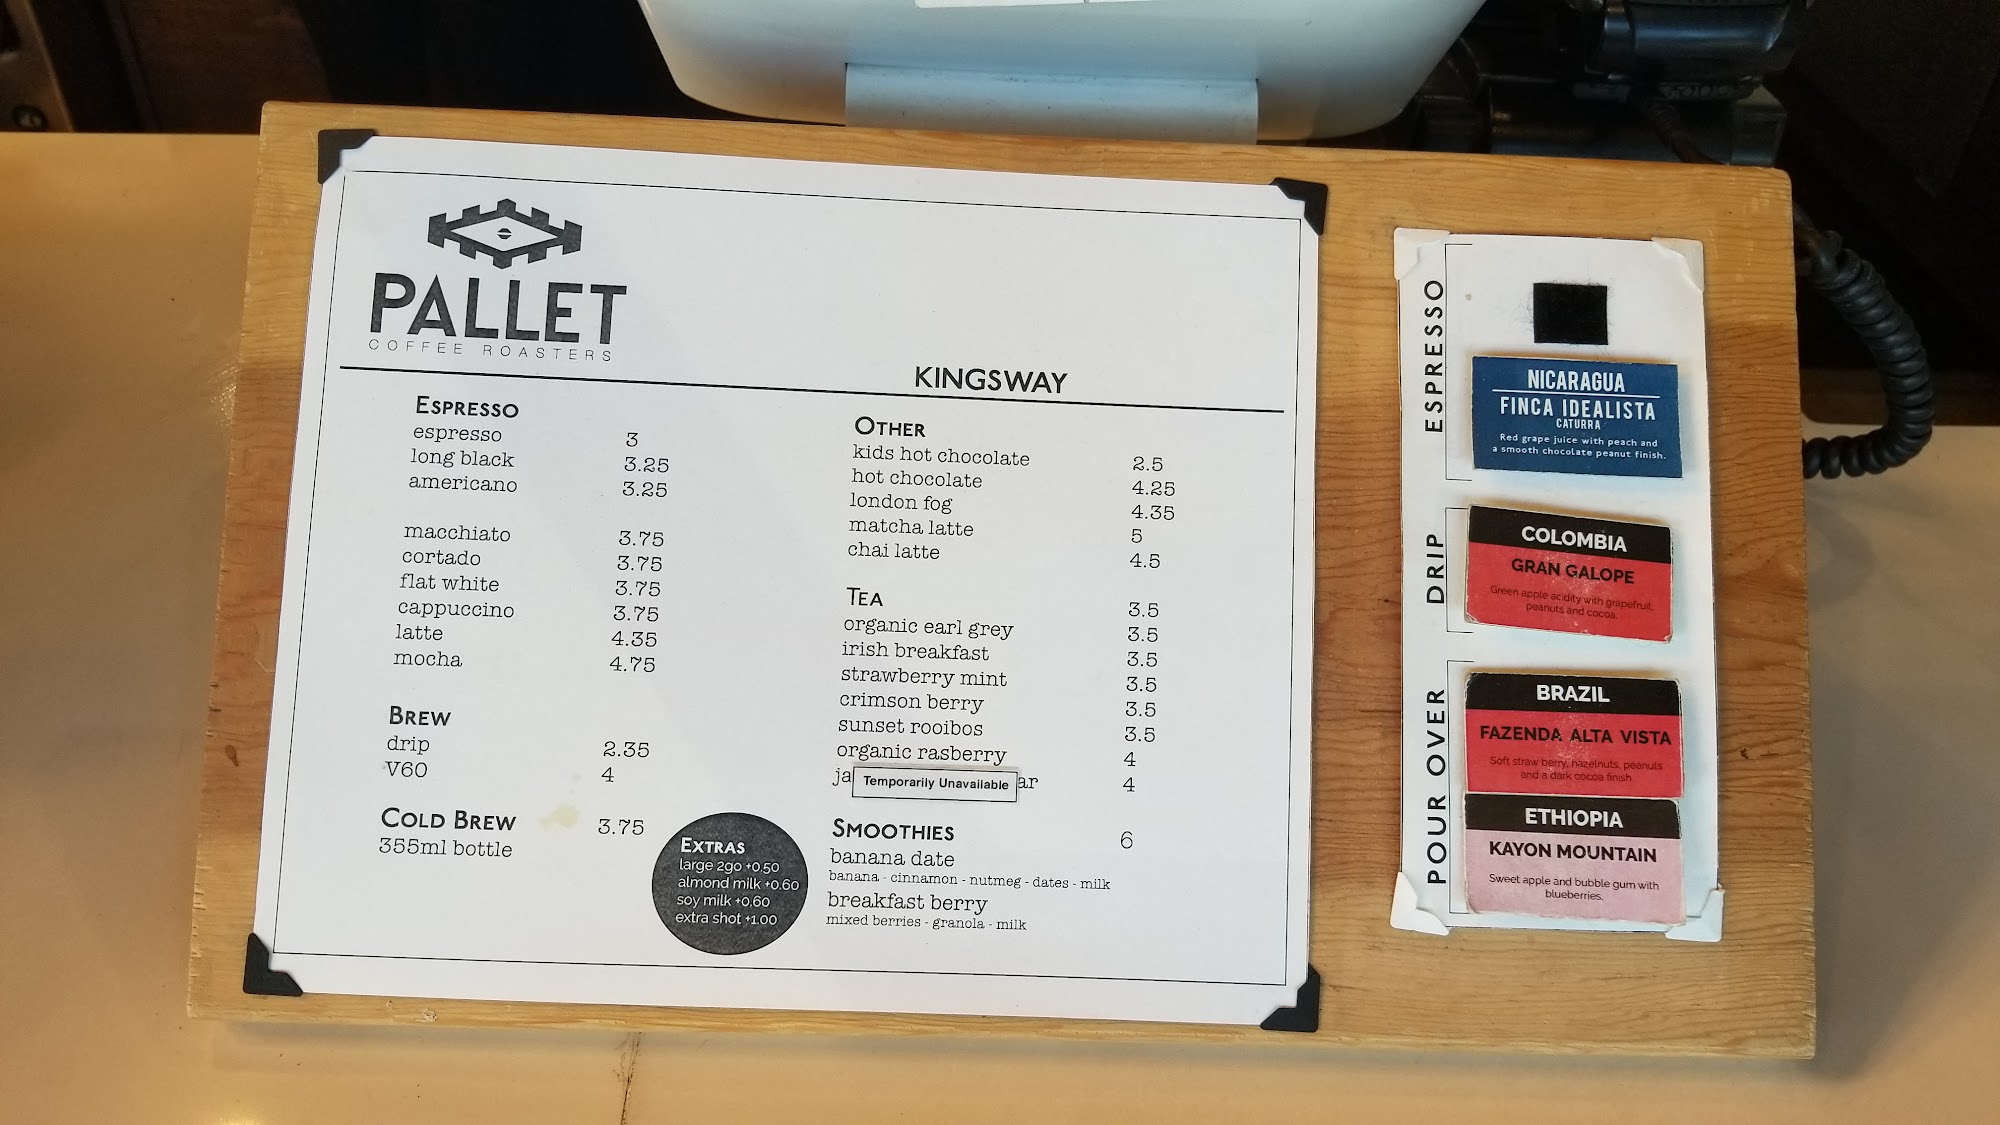 PALLET
COFFEE ROASTERS
KINGSWAY
ESPRESSO
espresso 3
long black 3.25
americano 3.25
macchiato 3.75
cortado 3.75
flat white 3.75
cappuccino 3.75
latte 4.35
mocha 4.75
BREW
drip 2.35
V60 4
COLD BREW 3.75
355ml bottle
EXTRAS
large 2go +0.50
almond milk +0.60
soy milk +0.60
extra shot +1.00
OTHER
kids hot chocolate 2.5
hot chocolate 4.25
london fog 4.35
matcha latte 5
chai latte 4.5
TEA 3.5
organic earl grey 3.5
irish breakfast 3.5
strawberry mint 3.5
crimson berry 3.5
sunset rooibos 3.5
organic rasberry 4
Temporarily Unavailable 4
SMOOTHIES 6
banana date
banana - cinnamon - nutmeg - dates - milk
breakfast berry
mixed berries - granola - milk
ESPRESSO
NICARAGUA
FINCA IDEALISTA
CATURRA
Red grape juice with peach and
a smooth chocolate peanut finish.
DRIP
COLOMBIA
GRAN GALOPE
Green apple acidity with grapefruit,
peanuts and cocoa.
POUR OVER
BRAZIL
FAZENDA ALTA VISTA
Soft straw berry, hazelnuts, peanuts
and a dark cocoa finish.
ETHIOPIA
KAYON MOUNTAIN
Sweet apple and bubble gum with
blueberries.